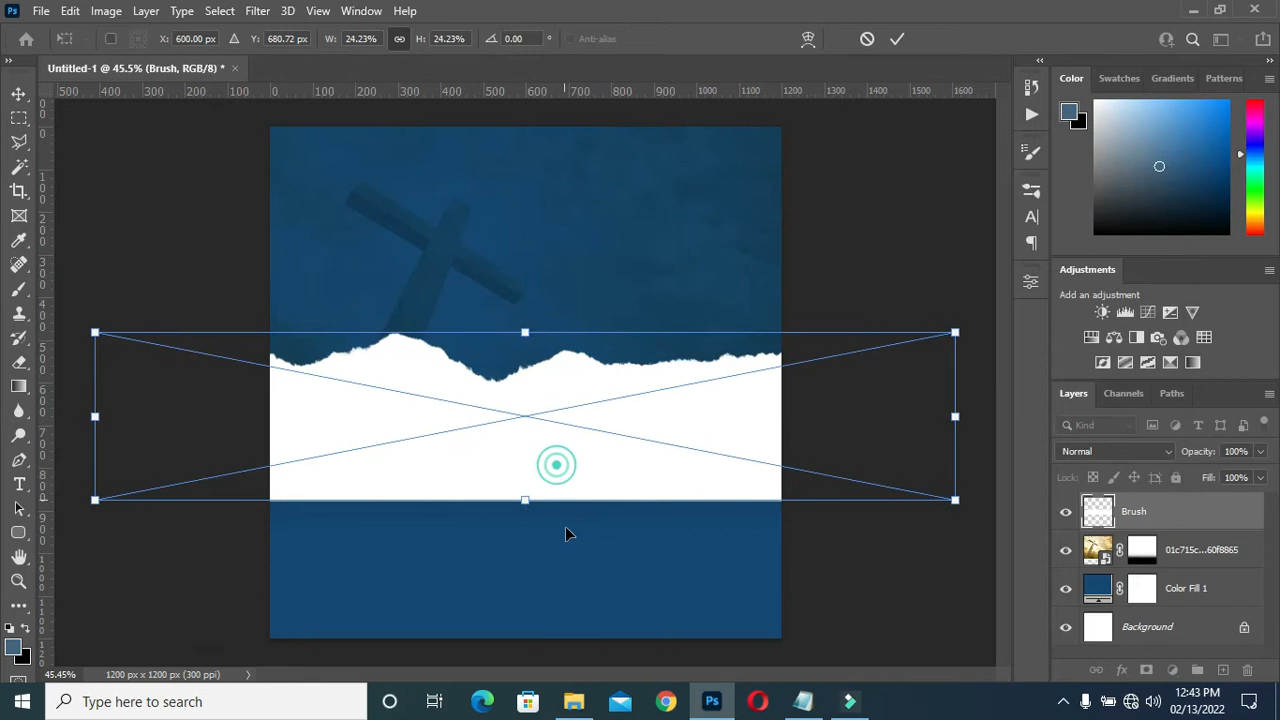 Ps File Edit Image Layer Type Select Filter 3D View Window Help
X: 600.00 px Y: 680.72 px W: 24.23% H: 24.23% 0.00 ° Anti-alias
Untitled-1 @ 45.5% (Brush, RGB/8) * ×
500 400 300 200 100 0 100 200 300 400 500 600 700 800 900 1000 1100 1200 1300 1400 1500 1600
Color Swatches Gradients Patterns
Adjustments
Add an adjustment
Layers Channels Paths
Kind
Normal Opacity: 100%
Lock: Fill: 100%
Brush
01c715c...60f8865
Color Fill 1
Background
45.45% 1200 px x 1200 px (300 ppi)
Type here to search
12:43 PM
02/13/2022